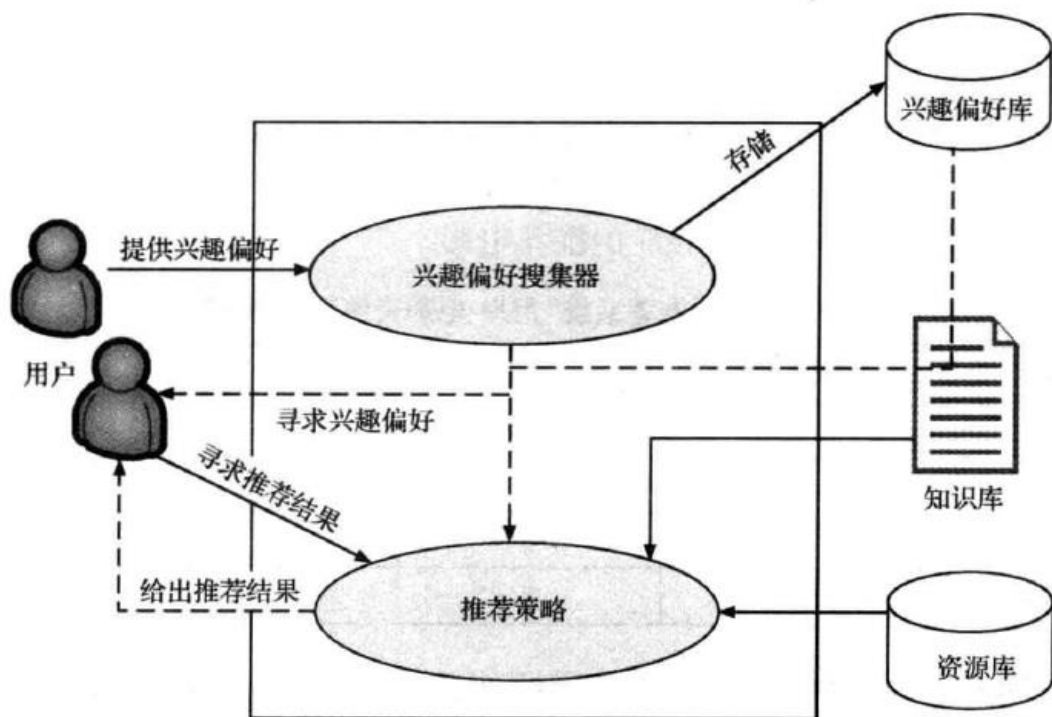 兴趣偏好库
存储
提供兴趣偏好
兴趣偏好搜集器
用户
寻求兴趣偏好
寻求推荐结果
知识库
给出推荐结果
推荐策略
资源库